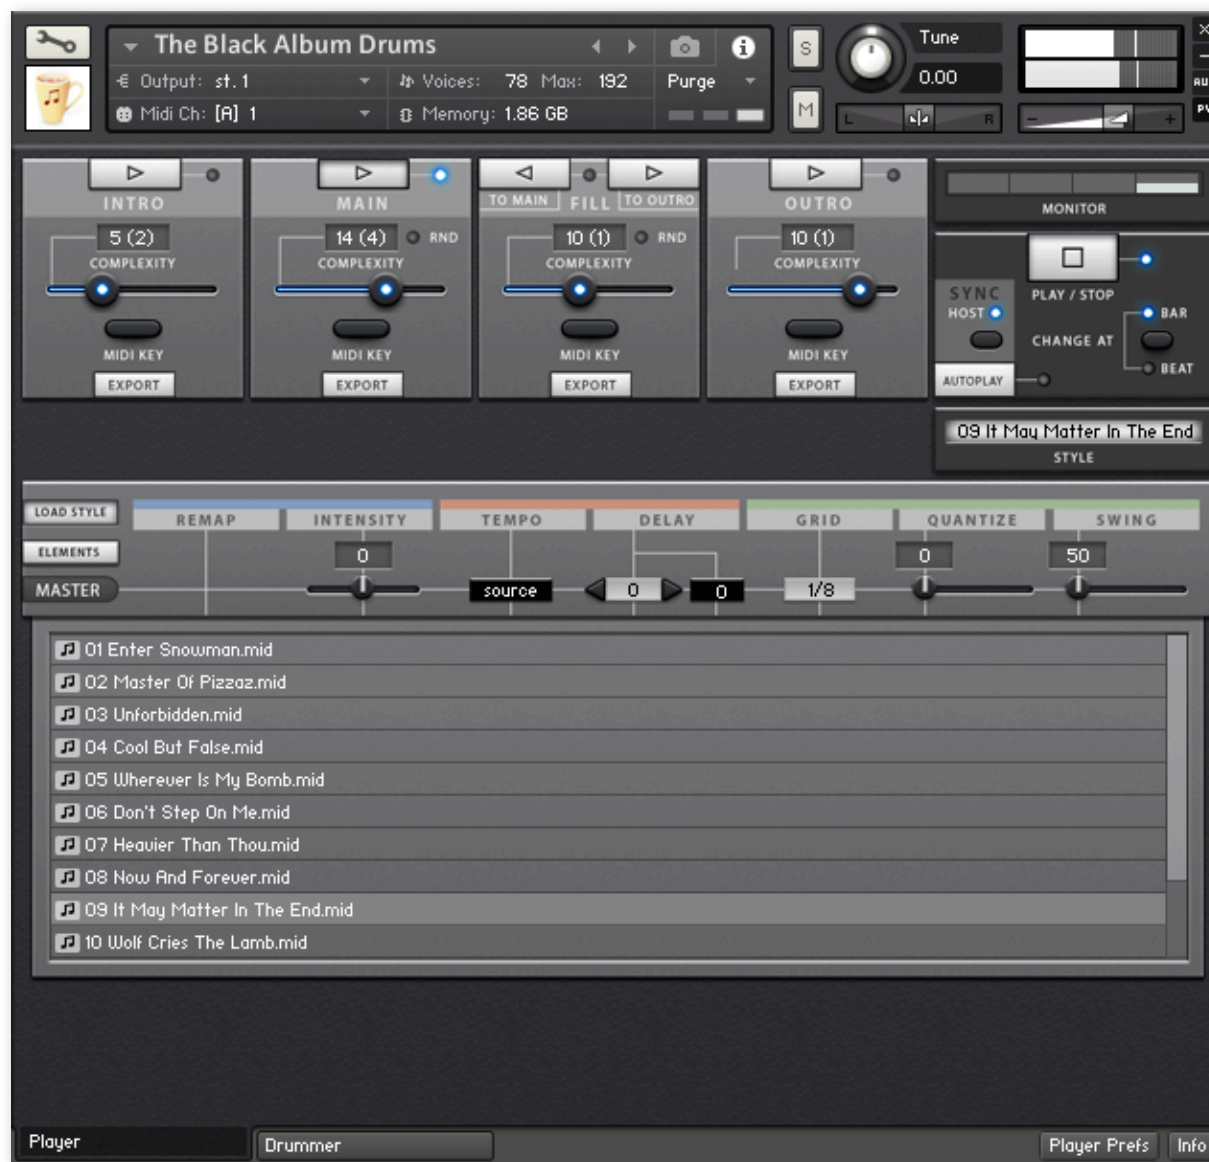 The Black Album Drums
S
Tune
Output: st. 1
Voices: 78 Max: 192
Purge
0.00
AU
Midi Ch: [A] 1
Memory: 1.86 GB
M
L
R
PV
INTRO
MAIN
TO MAIN
FILL
TO OUTRO
OUTRO
MONITOR
5 (2)
14 (4)
RND
10 (1)
RND
10 (1)
COMPLEXITY
COMPLEXITY
COMPLEXITY
COMPLEXITY
SYNC
HOST
PLAY / STOP
BAR
CHANGE AT
BEAT
MIDI KEY
MIDI KEY
MIDI KEY
MIDI KEY
EXPORT
EXPORT
EXPORT
EXPORT
AUTOPLAY
09 It May Matter In The End
STYLE
LOAD STYLE
REMAP
INTENSITY
TEMPO
DELAY
GRID
QUANTIZE
SWING
ELEMENTS
0
0
50
MASTER
source
0
0
1/8
01 Enter Snowman.mid
02 Master Of Pizzaz.mid
03 Unforbidden.mid
04 Cool But False.mid
05 Wherever Is My Bomb.mid
06 Don't Step On Me.mid
07 Heavier Than Thou.mid
08 Now And Forever.mid
09 It May Matter In The End.mid
10 Wolf Cries The Lamb.mid
Player
Drummer
Player Prefs
Info